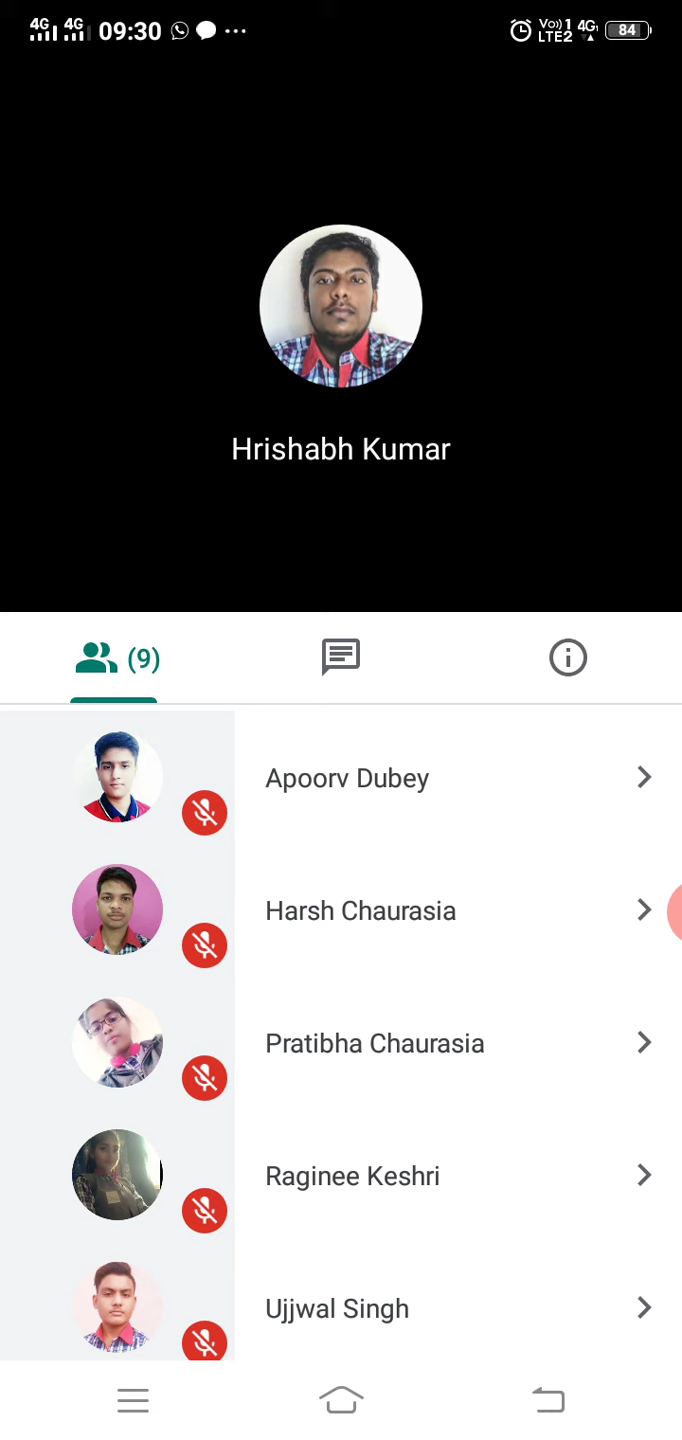 4G 4G 09:30 ... Vo)) 1 LTE2 4G 84
Hrishabh Kumar
(9)
Apoorv Dubey
Harsh Chaurasia
Pratibha Chaurasia
Raginee Keshri
Ujjwal Singh